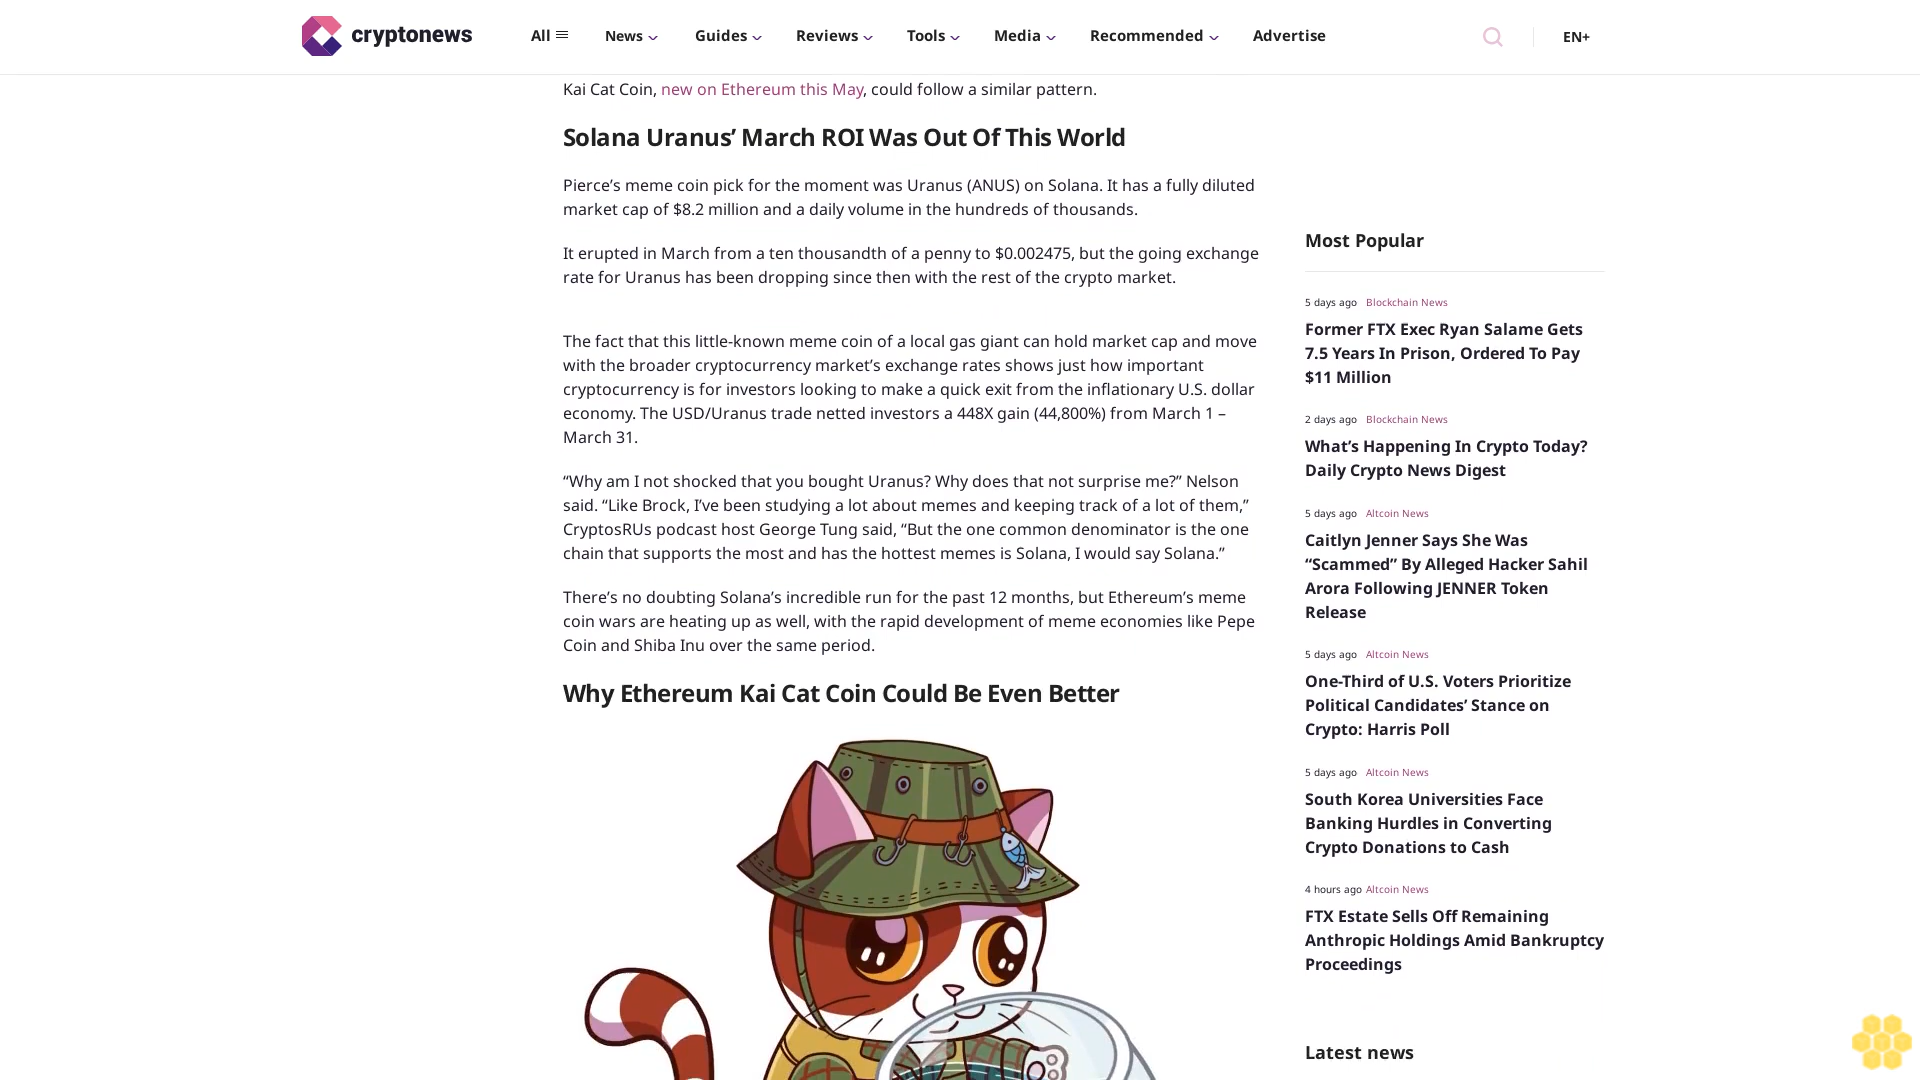 cryptonews
All
News
Guides
Reviews
Tools
Media
Recommended
Advertise
EN+
Kai Cat Coin, new on Ethereum this May, could follow a similar pattern.
Solana Uranus’ March ROI Was Out Of This World
Pierce’s meme coin pick for the moment was Uranus (ANUS) on Solana. It has a fully diluted
market cap of $8.2 million and a daily volume in the hundreds of thousands.
It erupted in March from a ten thousandth of a penny to $0.002475, but the going exchange
rate for Uranus has been dropping since then with the rest of the crypto market.
The fact that this little-known meme coin of a local gas giant can hold market cap and move
with the broader cryptocurrency market’s exchange rates shows just how important
cryptocurrency is for investors looking to make a quick exit from the inflationary U.S. dollar
economy. The USD/Uranus trade netted investors a 448X gain (44,800%) from March 1 –
March 31.
“Why am I not shocked that you bought Uranus? Why does that not surprise me?” Nelson
said. “Like Brock, I’ve been studying a lot about memes and keeping track of a lot of them,”
CryptosRUs podcast host George Tung said, “But the one common denominator is the one
chain that supports the most and has the hottest memes is Solana, I would say Solana.”
There’s no doubting Solana’s incredible run for the past 12 months, but Ethereum’s meme
coin wars are heating up as well, with the rapid development of meme economies like Pepe
Coin and Shiba Inu over the same period.
Why Ethereum Kai Cat Coin Could Be Even Better
Most Popular
5 days ago Blockchain News
Former FTX Exec Ryan Salame Gets
7.5 Years In Prison, Ordered To Pay
$11 Million
2 days ago Blockchain News
What’s Happening In Crypto Today?
Daily Crypto News Digest
5 days ago Altcoin News
Caitlyn Jenner Says She Was
“Scammed” By Alleged Hacker Sahil
Arora Following JENNER Token
Release
5 days ago Altcoin News
One-Third of U.S. Voters Prioritize
Political Candidates’ Stance on
Crypto: Harris Poll
5 days ago Altcoin News
South Korea Universities Face
Banking Hurdles in Converting
Crypto Donations to Cash
4 hours ago Altcoin News
FTX Estate Sells Off Remaining
Anthropic Holdings Amid Bankruptcy
Proceedings
Latest news